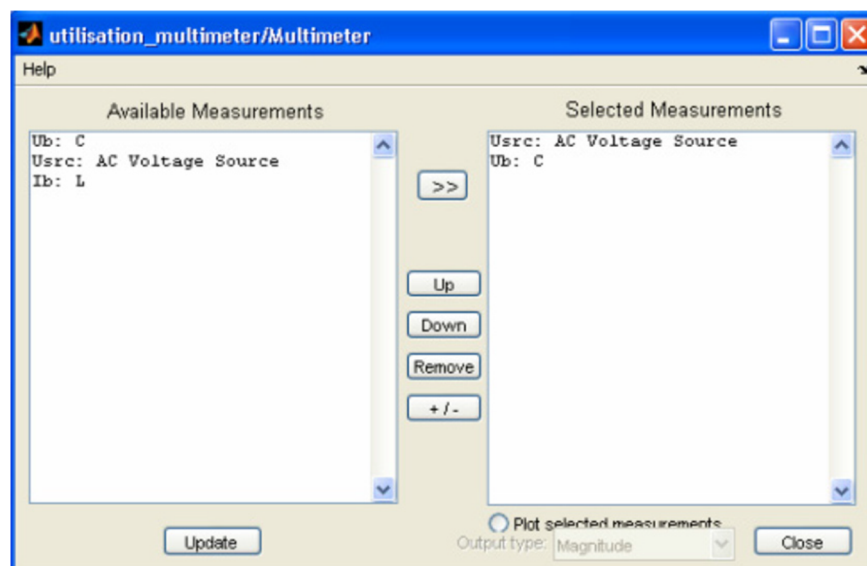 utilisation_multimeter/Multimeter
Help
Available Measurements
Ub: C
Usrc: AC Voltage Source
Ib: L
>>
Up
Down
Remove
+ / -
Selected Measurements
Usrc: AC Voltage Source
Ub: C
Plot selected measurements
Update
Output type: Magnitude
Close